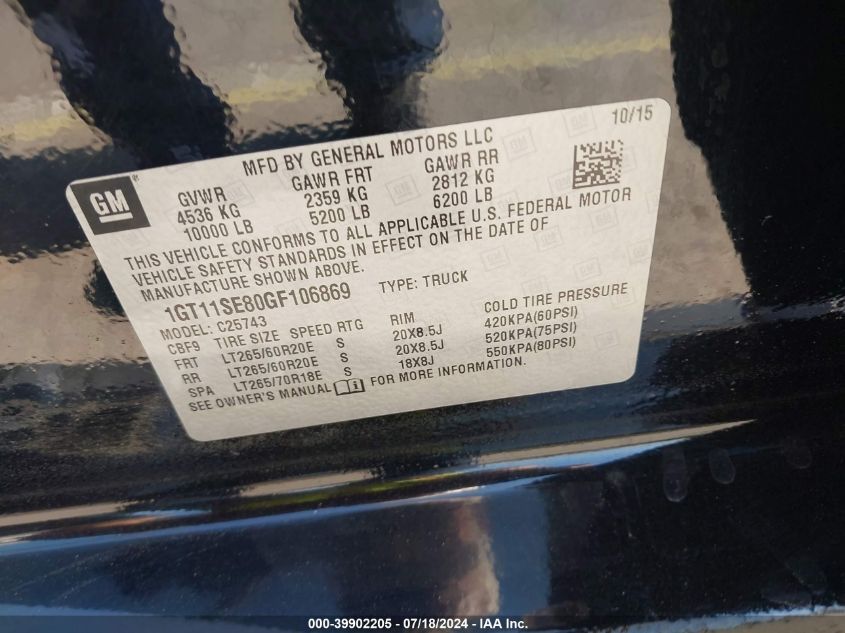 10/15
MFD BY GENERAL MOTORS LLC
GM
GVWR GAWR FRT GAWR RR
4536 KG 2359 KG 2812 KG
10000 LB 5200 LB 6200 LB
THIS VEHICLE CONFORMS TO ALL APPLICABLE U.S. FEDERAL MOTOR
VEHICLE SAFETY STANDARDS IN EFFECT ON THE DATE OF
MANUFACTURE SHOWN ABOVE.
1GT11SE80GF106869 TYPE: TRUCK
MODEL: C25743
CBF9 TIRE SIZE SPEED RTG RIM COLD TIRE PRESSURE
FRT LT265/60R20E S 20X8.5J 420KPA(60PSI)
RR LT265/60R20E S 20X8.5J 520KPA(75PSI)
SPA LT265/70R18E S 18X8J 550KPA(80PSI)
SEE OWNER'S MANUAL FOR MORE INFORMATION.
000-39902205 - 07/18/2024 - IAA Inc.